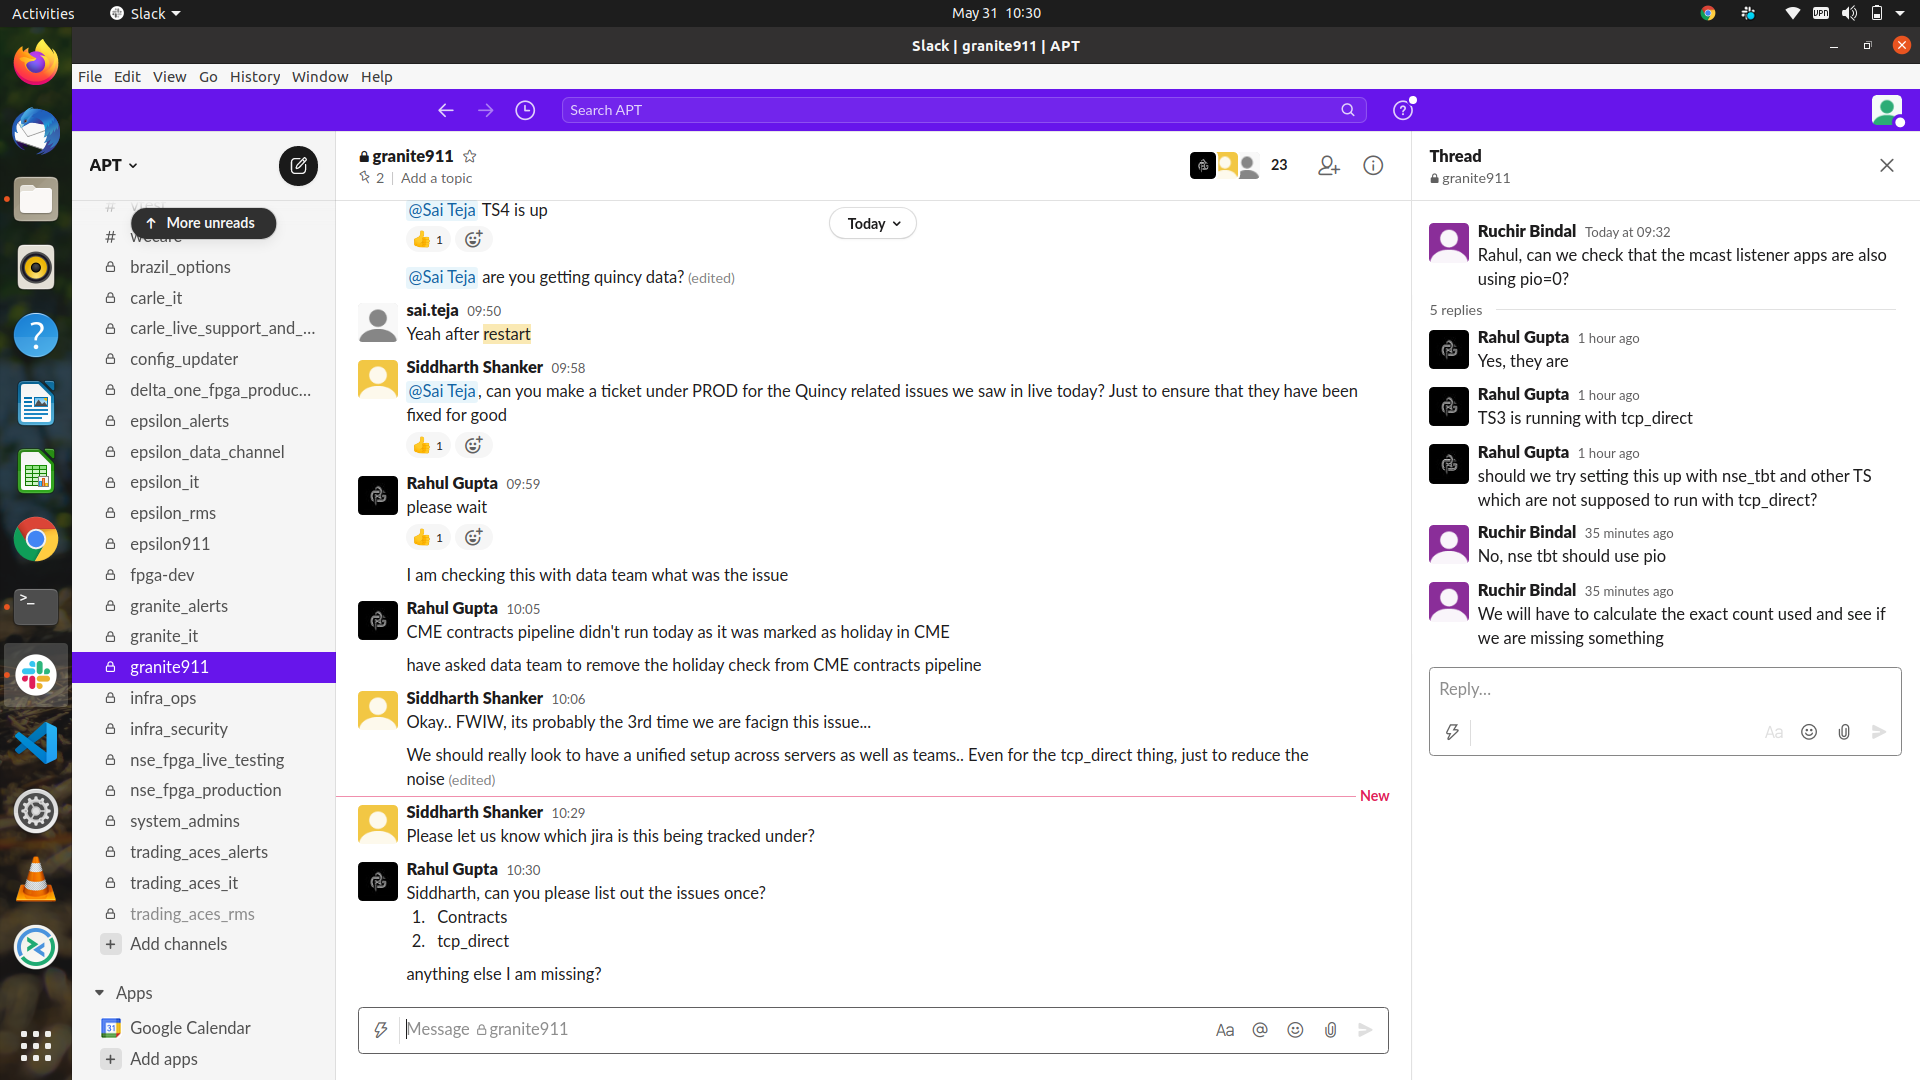 Activities
Slack
May 31 10:30
VPN
Slack | granite911 | APT
File Edit View Go History Window Help
Search APT
APT
More unreads
# wecare
brazil_options
carle_it
carle_live_support_and_...
config_updater
delta_one_fpga_produc...
epsilon_alerts
epsilon_data_channel
epsilon_it
epsilon_rms
epsilon911
fpga-dev
granite_alerts
granite_it
granite911
infra_ops
infra_security
nse_fpga_live_testing
nse_fpga_production
system_admins
trading_aces_alerts
trading_aces_it
trading_aces_rms
+ Add channels
Apps
31 Google Calendar
+ Add apps
granite911
2 | Add a topic
23
Today
@Sai Teja TS4 is up
1
@Sai Teja are you getting quincy data? (edited)
sai.teja 09:50
Yeah after restart
Siddharth Shanker 09:58
@Sai Teja, can you make a ticket under PROD for the Quincy related issues we saw in live today? Just to ensure that they have been
fixed for good
1
Rahul Gupta 09:59
please wait
1
I am checking this with data team what was the issue
Rahul Gupta 10:05
CME contracts pipeline didn't run today as it was marked as holiday in CME
have asked data team to remove the holiday check from CME contracts pipeline
Siddharth Shanker 10:06
Okay.. FWIW, its probably the 3rd time we are facign this issue...
We should really look to have a unified setup across servers as well as teams.. Even for the tcp_direct thing, just to reduce the
noise (edited)
New
Siddharth Shanker 10:29
Please let us know which jira is this being tracked under?
Rahul Gupta 10:30
Siddharth, can you please list out the issues once?
1. Contracts
2. tcp_direct
anything else I am missing?
Message granite911
Aa @
Thread
granite911
Ruchir Bindal Today at 09:32
Rahul, can we check that the mcast listener apps are also
using pio=0?
5 replies
Rahul Gupta 1 hour ago
Yes, they are
Rahul Gupta 1 hour ago
TS3 is running with tcp_direct
Rahul Gupta 1 hour ago
should we try setting this up with nse_tbt and other TS
which are not supposed to run with tcp_direct?
Ruchir Bindal 35 minutes ago
No, nse tbt should use pio
Ruchir Bindal 35 minutes ago
We will have to calculate the exact count used and see if
we are missing something
Reply...
Aa